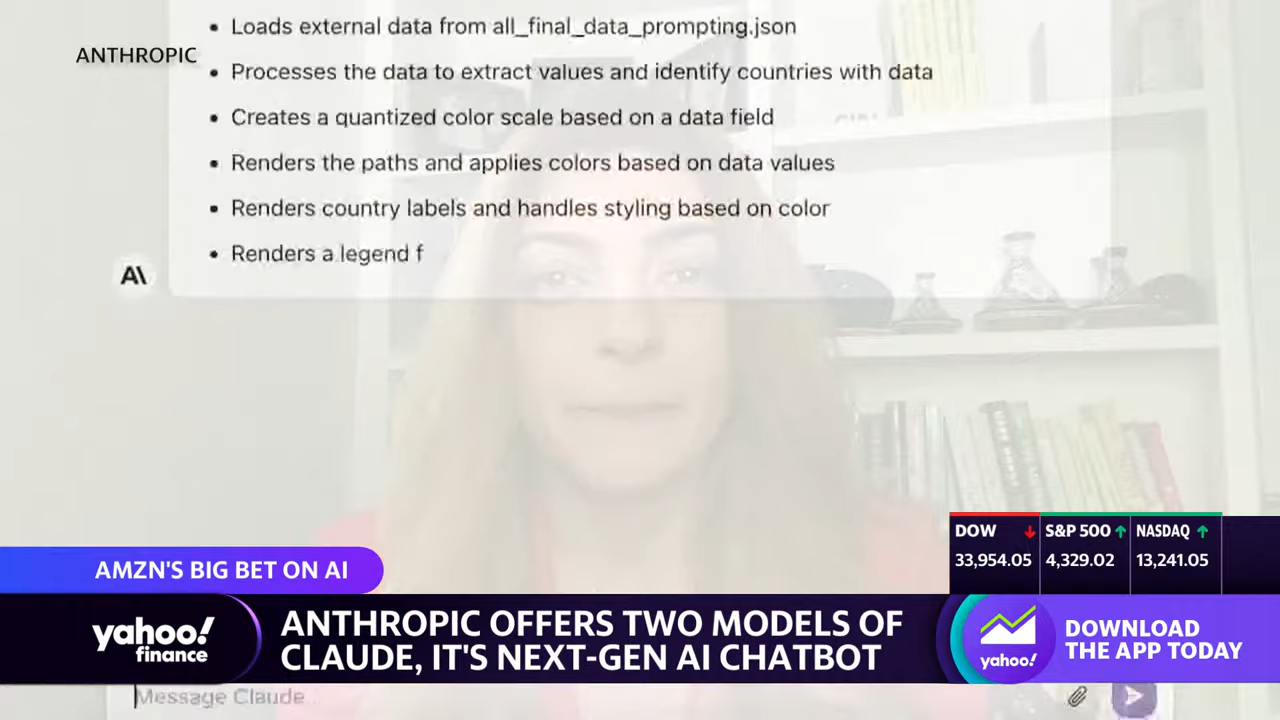 Loads external data from all_final_data_prompting.json
ANTHROPIC
Processes the data to extract values and identify countries with data
Creates a quantized color scale based on a data field
Renders the paths and applies colors based on data values
Renders country labels and handles styling based on color
Renders a legend f
A\
DOW
33,954.05
S&P 500
4,329.02
NASDAQ
13,241.05
AMZN'S BIG BET ON AI
yahoo!
finance
ANTHROPIC OFFERS TWO MODELS OF
CLAUDE, IT'S NEXT-GEN AI CHATBOT
yahoo!
DOWNLOAD
THE APP TODAY
Message Claude